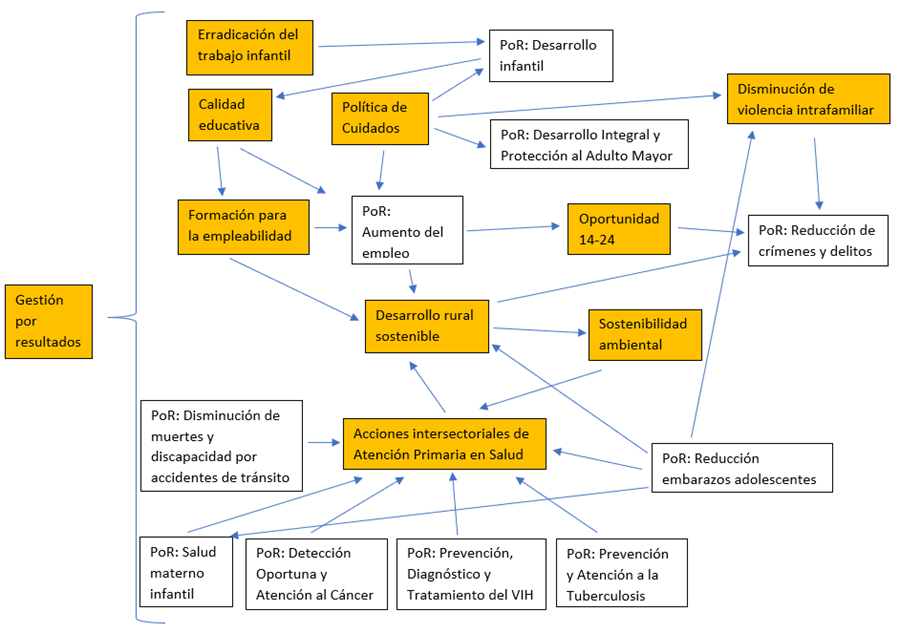 Erradicación del
trabajo infantil
PoR: Desarrollo
infantil
Calidad
educativa
Política de
Cuidados
Disminución de
violencia intrafamiliar
PoR: Desarrollo Integral y
Protección al Adulto Mayor
Formación para
la empleabilidad
PoR:
Aumento del
empleo
Oportunidad
14-24
PoR: Reducción de
crímenes y delitos
Gestión
por
resultados
Desarrollo rural
sostenible
Sostenibilidad
ambiental
PoR: Disminución de
muertes y
discapacidad por
accidentes de tránsito
Acciones intersectoriales de
Atención Primaria en Salud
PoR: Reducción
embarazos adolescentes
PoR: Salud
materno
infantil
PoR: Detección
Oportuna y
Atención al Cáncer
PoR: Prevención,
Diagnóstico y
Tratamiento del VIH
PoR: Prevención
y Atención a la
Tuberculosis